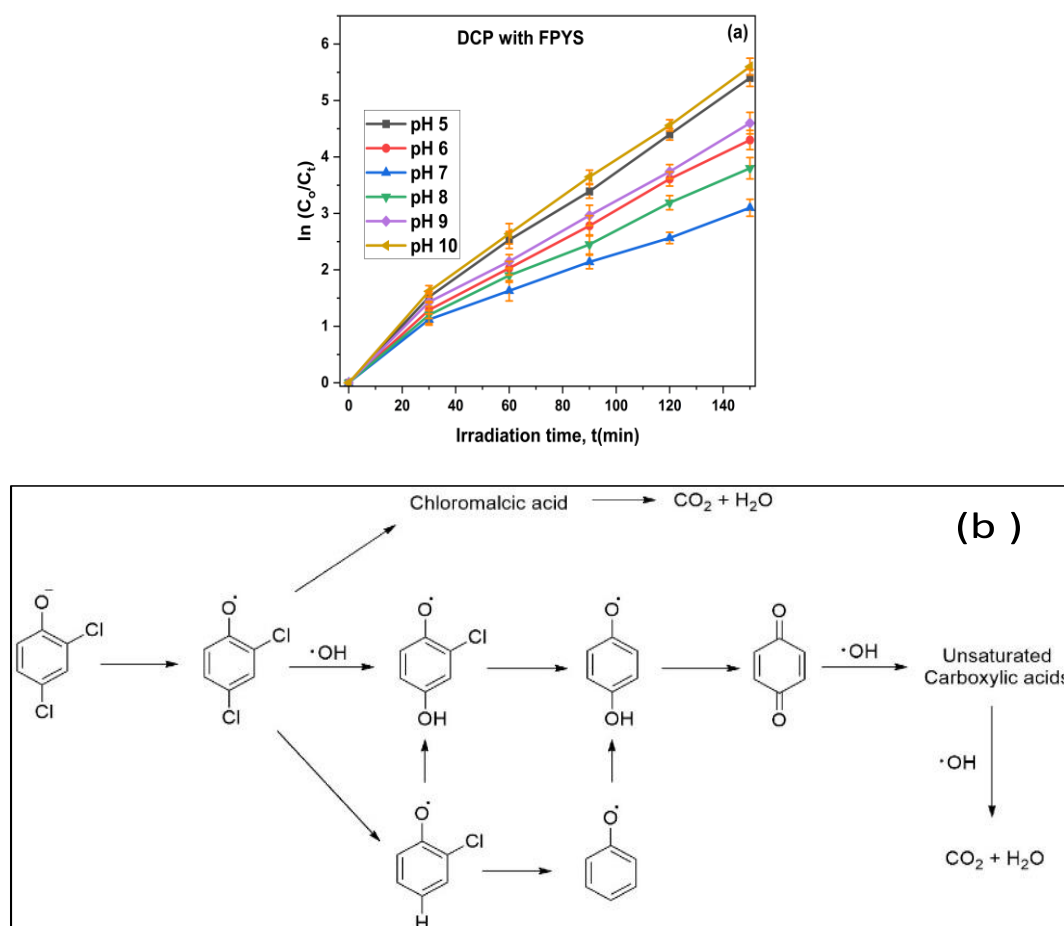 DCP with FPYS
(a)
ln (C₀/Cₜ)
6
5
4
3
2
1
0
pH 5
pH 6
pH 7
pH 8
pH 9
pH 10
0 20 40 60 80 100 120 140
Irradiation time, t(min)
(b )
Chloromalcic acid
CO₂ + H₂O
O⁻
Cl
Cl
O•
Cl
Cl
•OH
O•
Cl
OH
O•
OH
O
O
•OH
Unsaturated
Carboxylic acids
•OH
O•
Cl
H
O•
CO₂ + H₂O